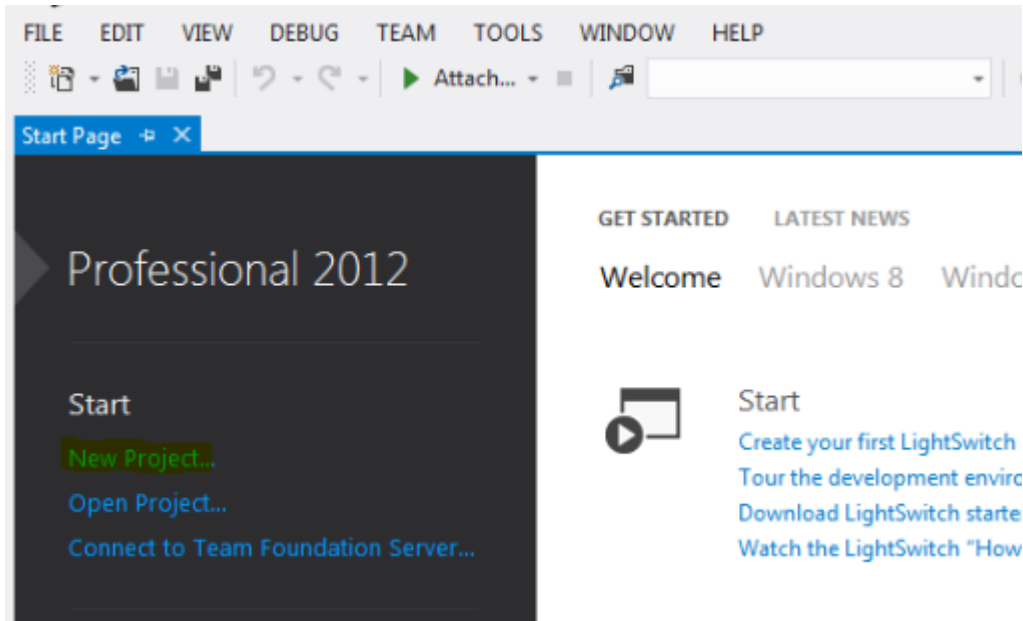 FILE EDIT VIEW DEBUG TEAM TOOLS WINDOW HELP
Attach...
Start Page
Professional 2012
Start
New Project...
Open Project...
Connect to Team Foundation Server...
GET STARTED LATEST NEWS
Welcome Windows 8
Start
Create your first LightSwitch
Tour the development
Download LightSwitch
Watch the LightSwitch "How